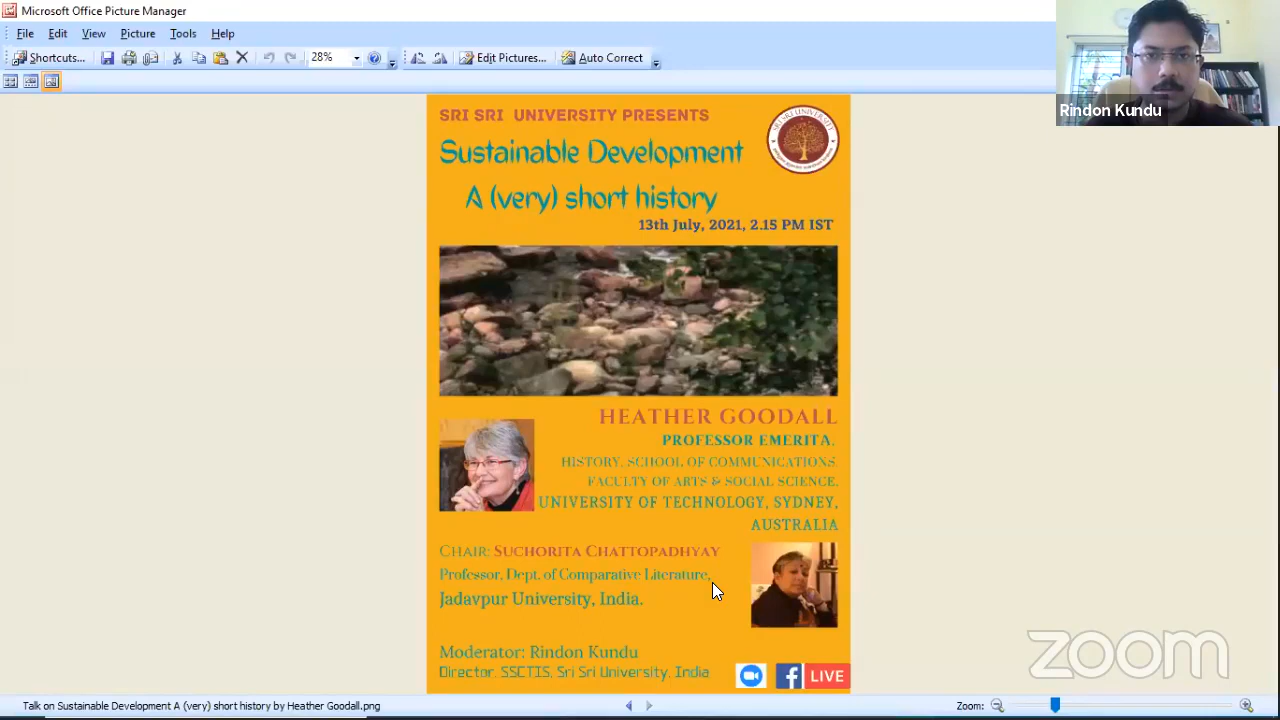 Microsoft Office Picture Manager
File Edit View Picture Tools Help
Shortcuts... 28% Edit Pictures... Auto Correct
Rindon Kundu
SRI SRI UNIVERSITY PRESENTS
SRI SRI UNIVERSITY
Sustainable Development
A (very) short history
13th July, 2021, 2.15 PM IST
HEATHER GOODALL
PROFESSOR EMERITA,
HISTORY, SCHOOL OF COMMUNICATIONS,
FACULTY OF ARTS & SOCIAL SCIENCE,
UNIVERSITY OF TECHNOLOGY, SYDNEY,
AUSTRALIA
CHAIR: SUCHORITA CHATTOPADHYAY
Professor, Dept. of Comparative Literature,
Jadavpur University, India.
Moderator: Rindon Kundu
Director, SSCTIS, Sri Sri University, India
LIVE
zoom
Talk on Sustainable Development A (very) short history by Heather Goodall.png
Zoom: